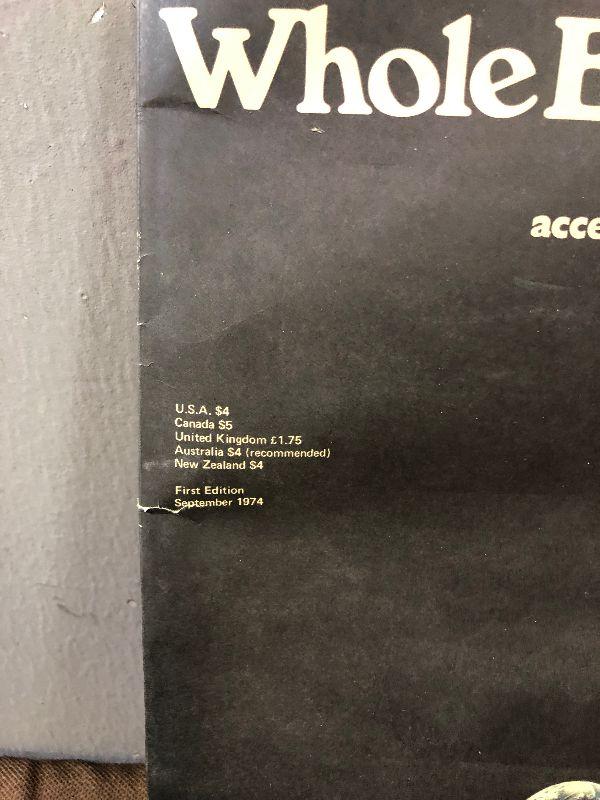 Whole E
acce
U.S.A. $4
Canada $5
United Kingdom £1.75
Australia $4 (recommended)
New Zealand $4
First Edition
September 1974